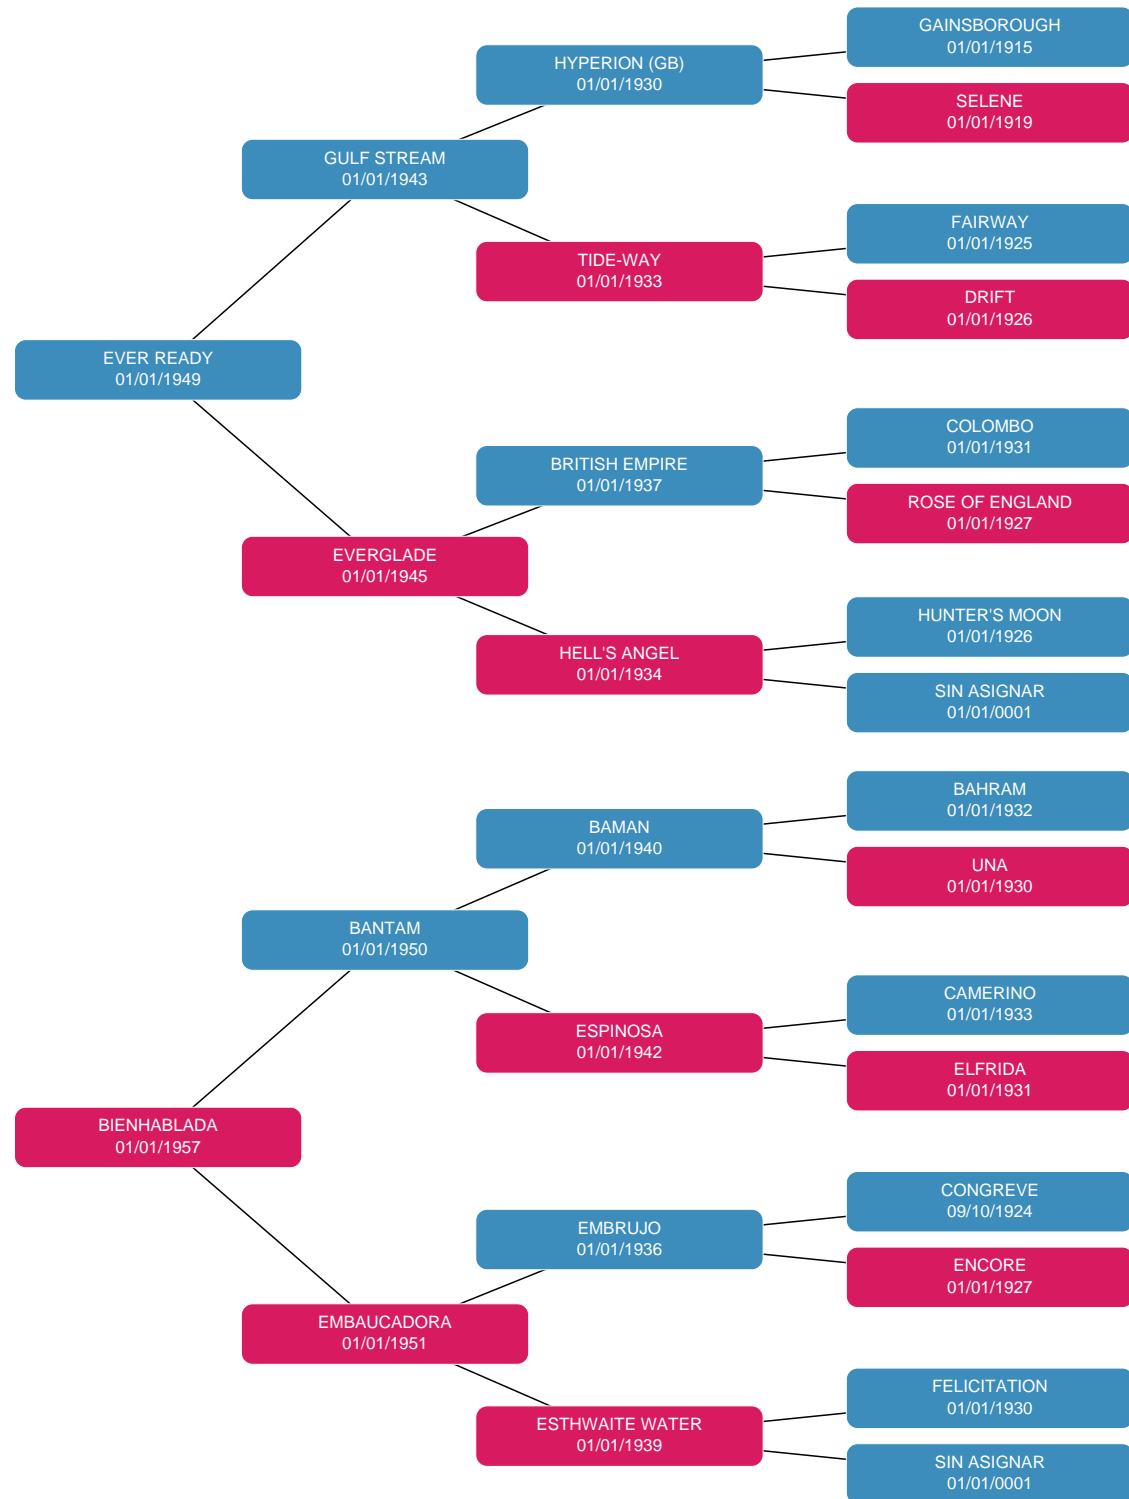 GAINSBOROUGH
01/01/1915
HYPERION (GB)
01/01/1930
SELENE
01/01/1919
GULF STREAM
01/01/1943
FAIRWAY
01/01/1925
TIDE-WAY
01/01/1933
DRIFT
01/01/1926
EVER READY
01/01/1949
COLOMBO
01/01/1931
BRITISH EMPIRE
01/01/1937
ROSE OF ENGLAND
01/01/1927
EVERGLADE
01/01/1945
HUNTER'S MOON
01/01/1926
HELL'S ANGEL
01/01/1934
SIN ASIGNAR
01/01/0001
BAHRAM
01/01/1932
BAMAN
01/01/1940
UNA
01/01/1930
BANTAM
01/01/1950
CAMERINO
01/01/1933
ESPINOSA
01/01/1942
ELFRIDA
01/01/1931
BIENHABLADA
01/01/1957
CONGREVE
09/10/1924
EMBRUJO
01/01/1936
ENCORE
01/01/1927
EMBAUCADORA
01/01/1951
FELICITATION
01/01/1930
ESTHWAITE WATER
01/01/1939
SIN ASIGNAR
01/01/0001